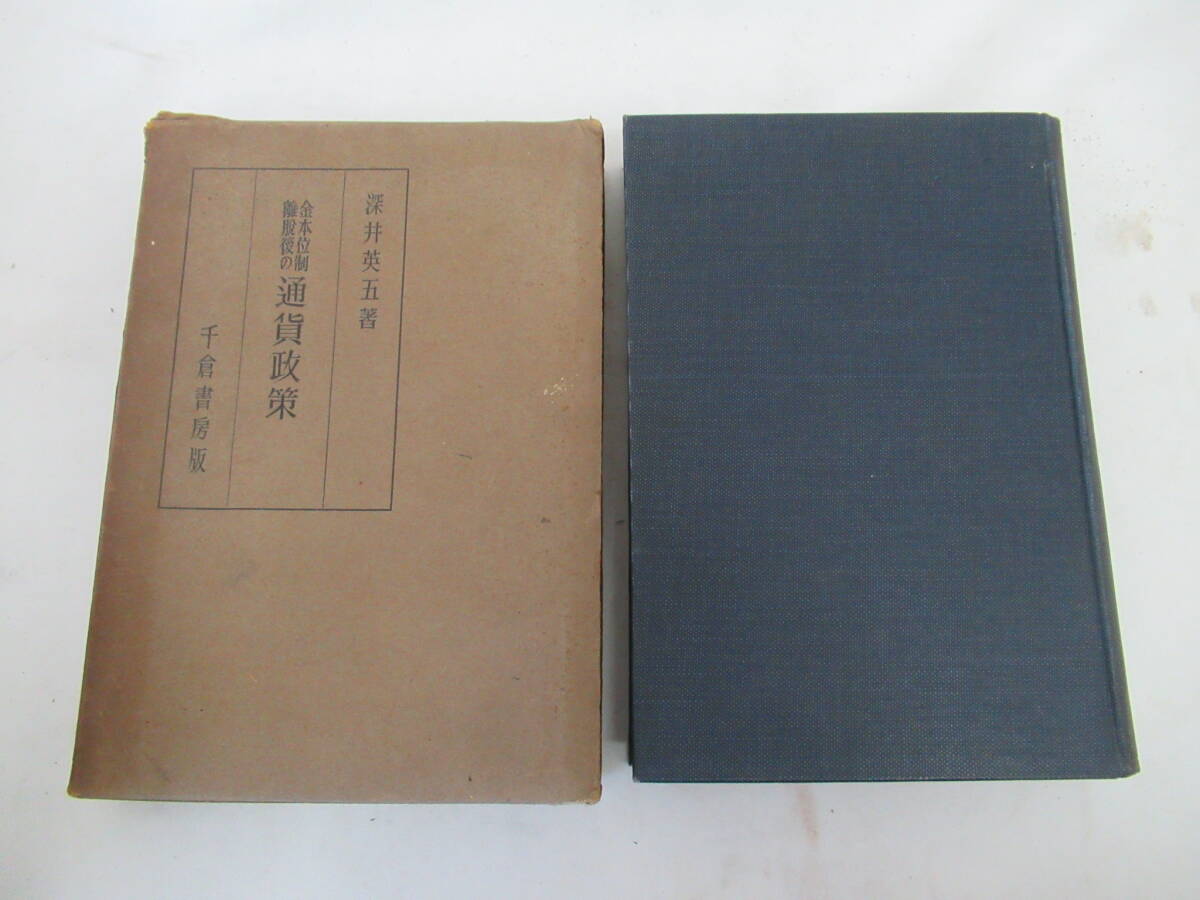 深井英五著
金本位制
離脱後の
通貨政策
千倉書房版